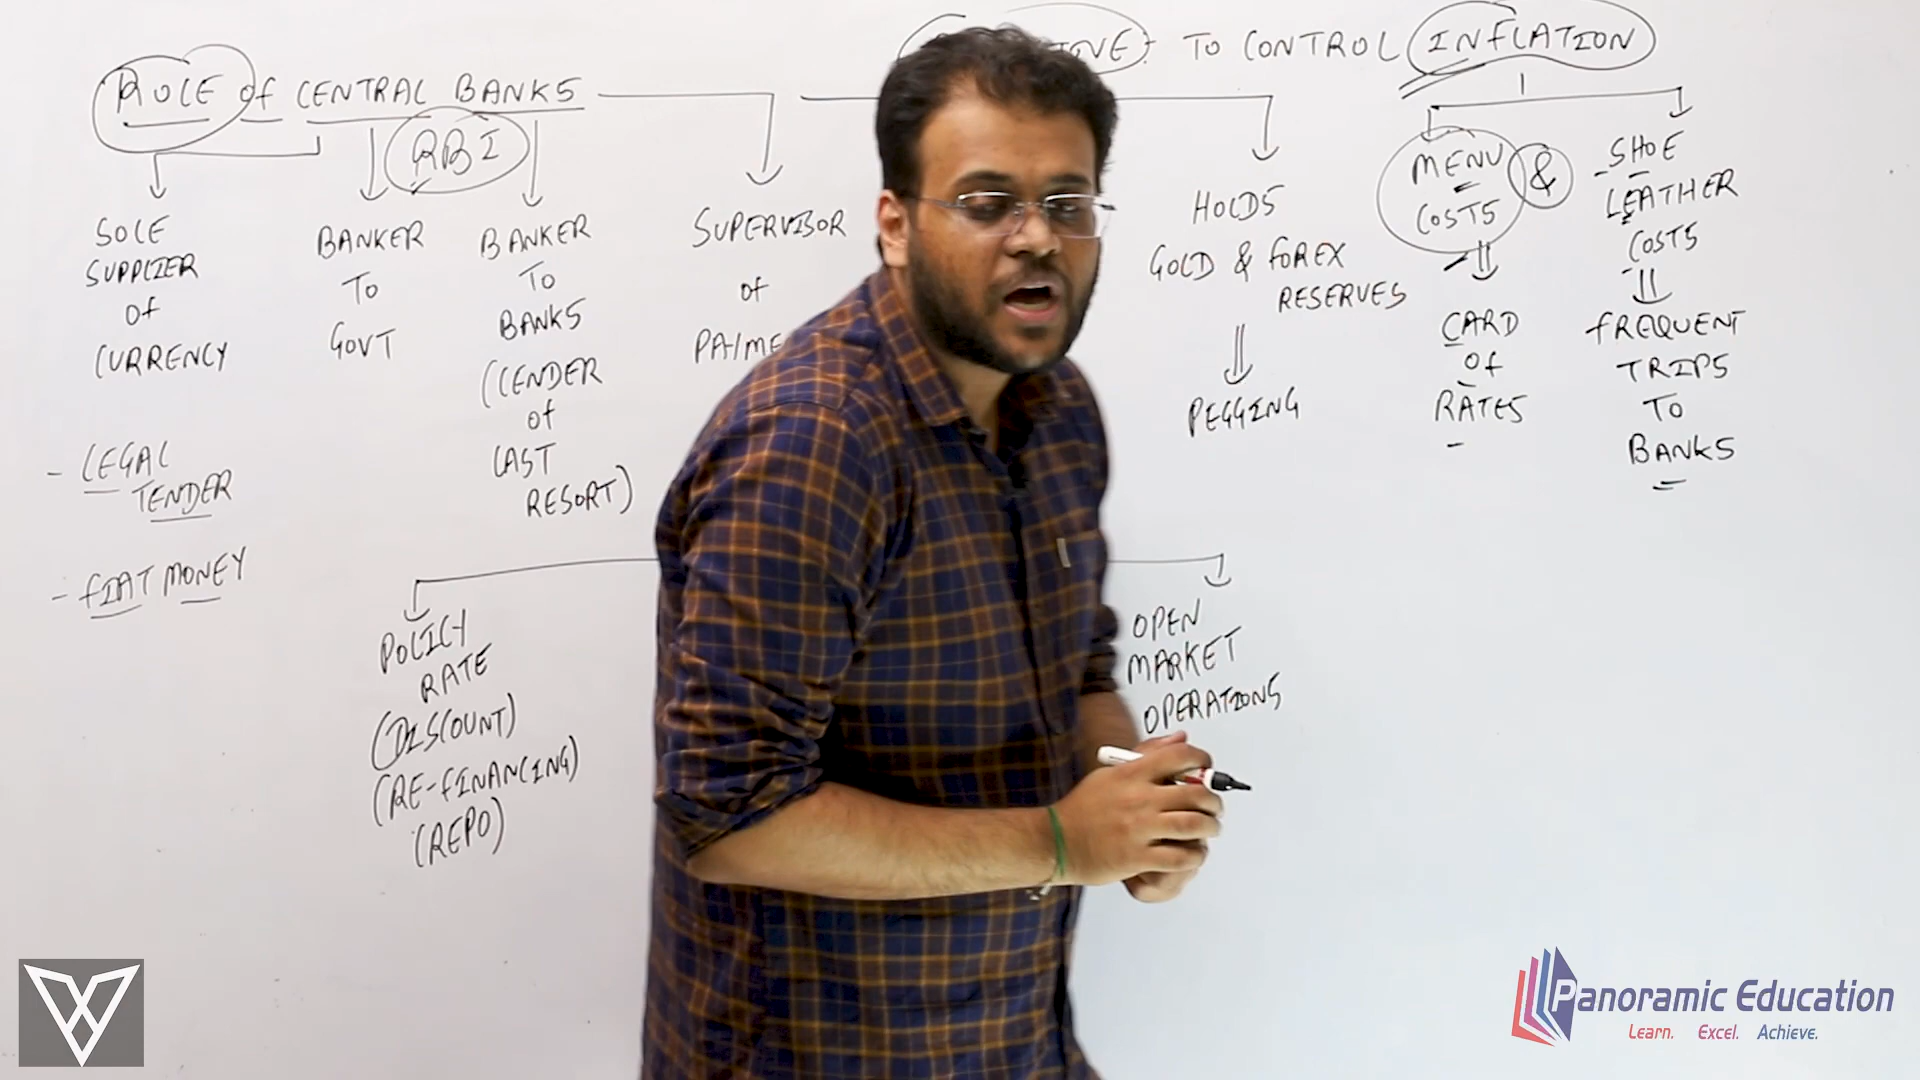 ROLE OF CENTRAL BANKS
RBI
TO CONTROL INFLATION
SOLE
SUPPLIER
OF
CURRENCY
- LEGAL
TENDER
- FIAT MONEY
BANKER
TO
GOVT
BANKER
TO
BANKS
(LENDER
OF
LAST
RESORT)
SUPERVISOR
OF
HOLDS
GOLD & FOREX
RESERVES
PEGGING
MENU
COSTS
&
SHOE
LEATHER
COSTS
CARD
OF
RATES
FREQUENT
TRIPS
TO
BANKS
POLICY
RATE
(DISCOUNT)
(RE-FINANCING)
(REPO)
OPEN
MARKET
OPERATIONS
Panoramic Education
Learn. Excel. Achieve.